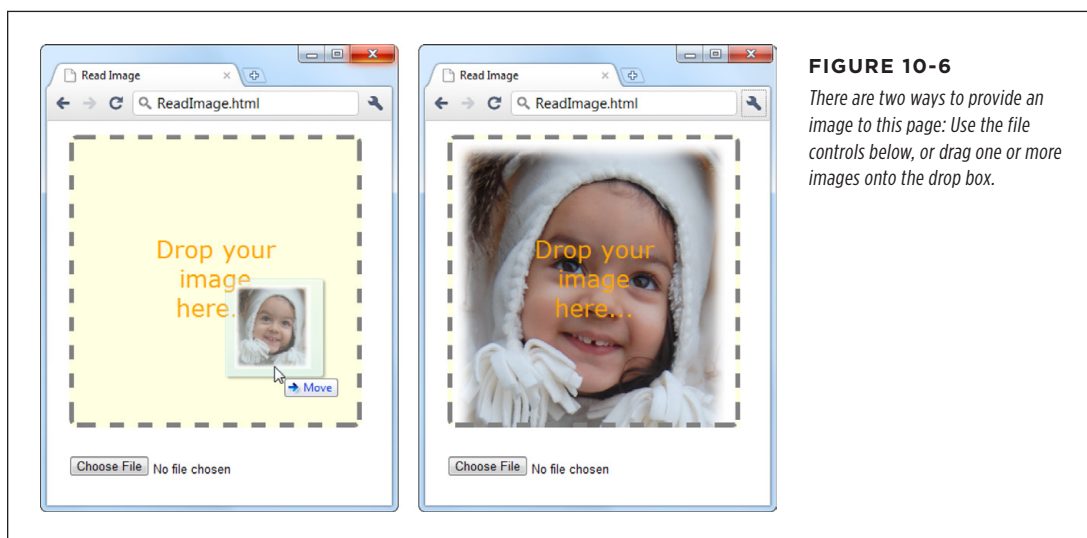 Read Image
ReadImage.html
Drop your
image
here...
Move
Choose File No file chosen
Read Image
ReadImage.html
Drop your
image
here...
Choose File No file chosen
FIGURE 10-6
There are two ways to provide an
image to this page: Use the file
controls below, or drag one or more
images onto the drop box.